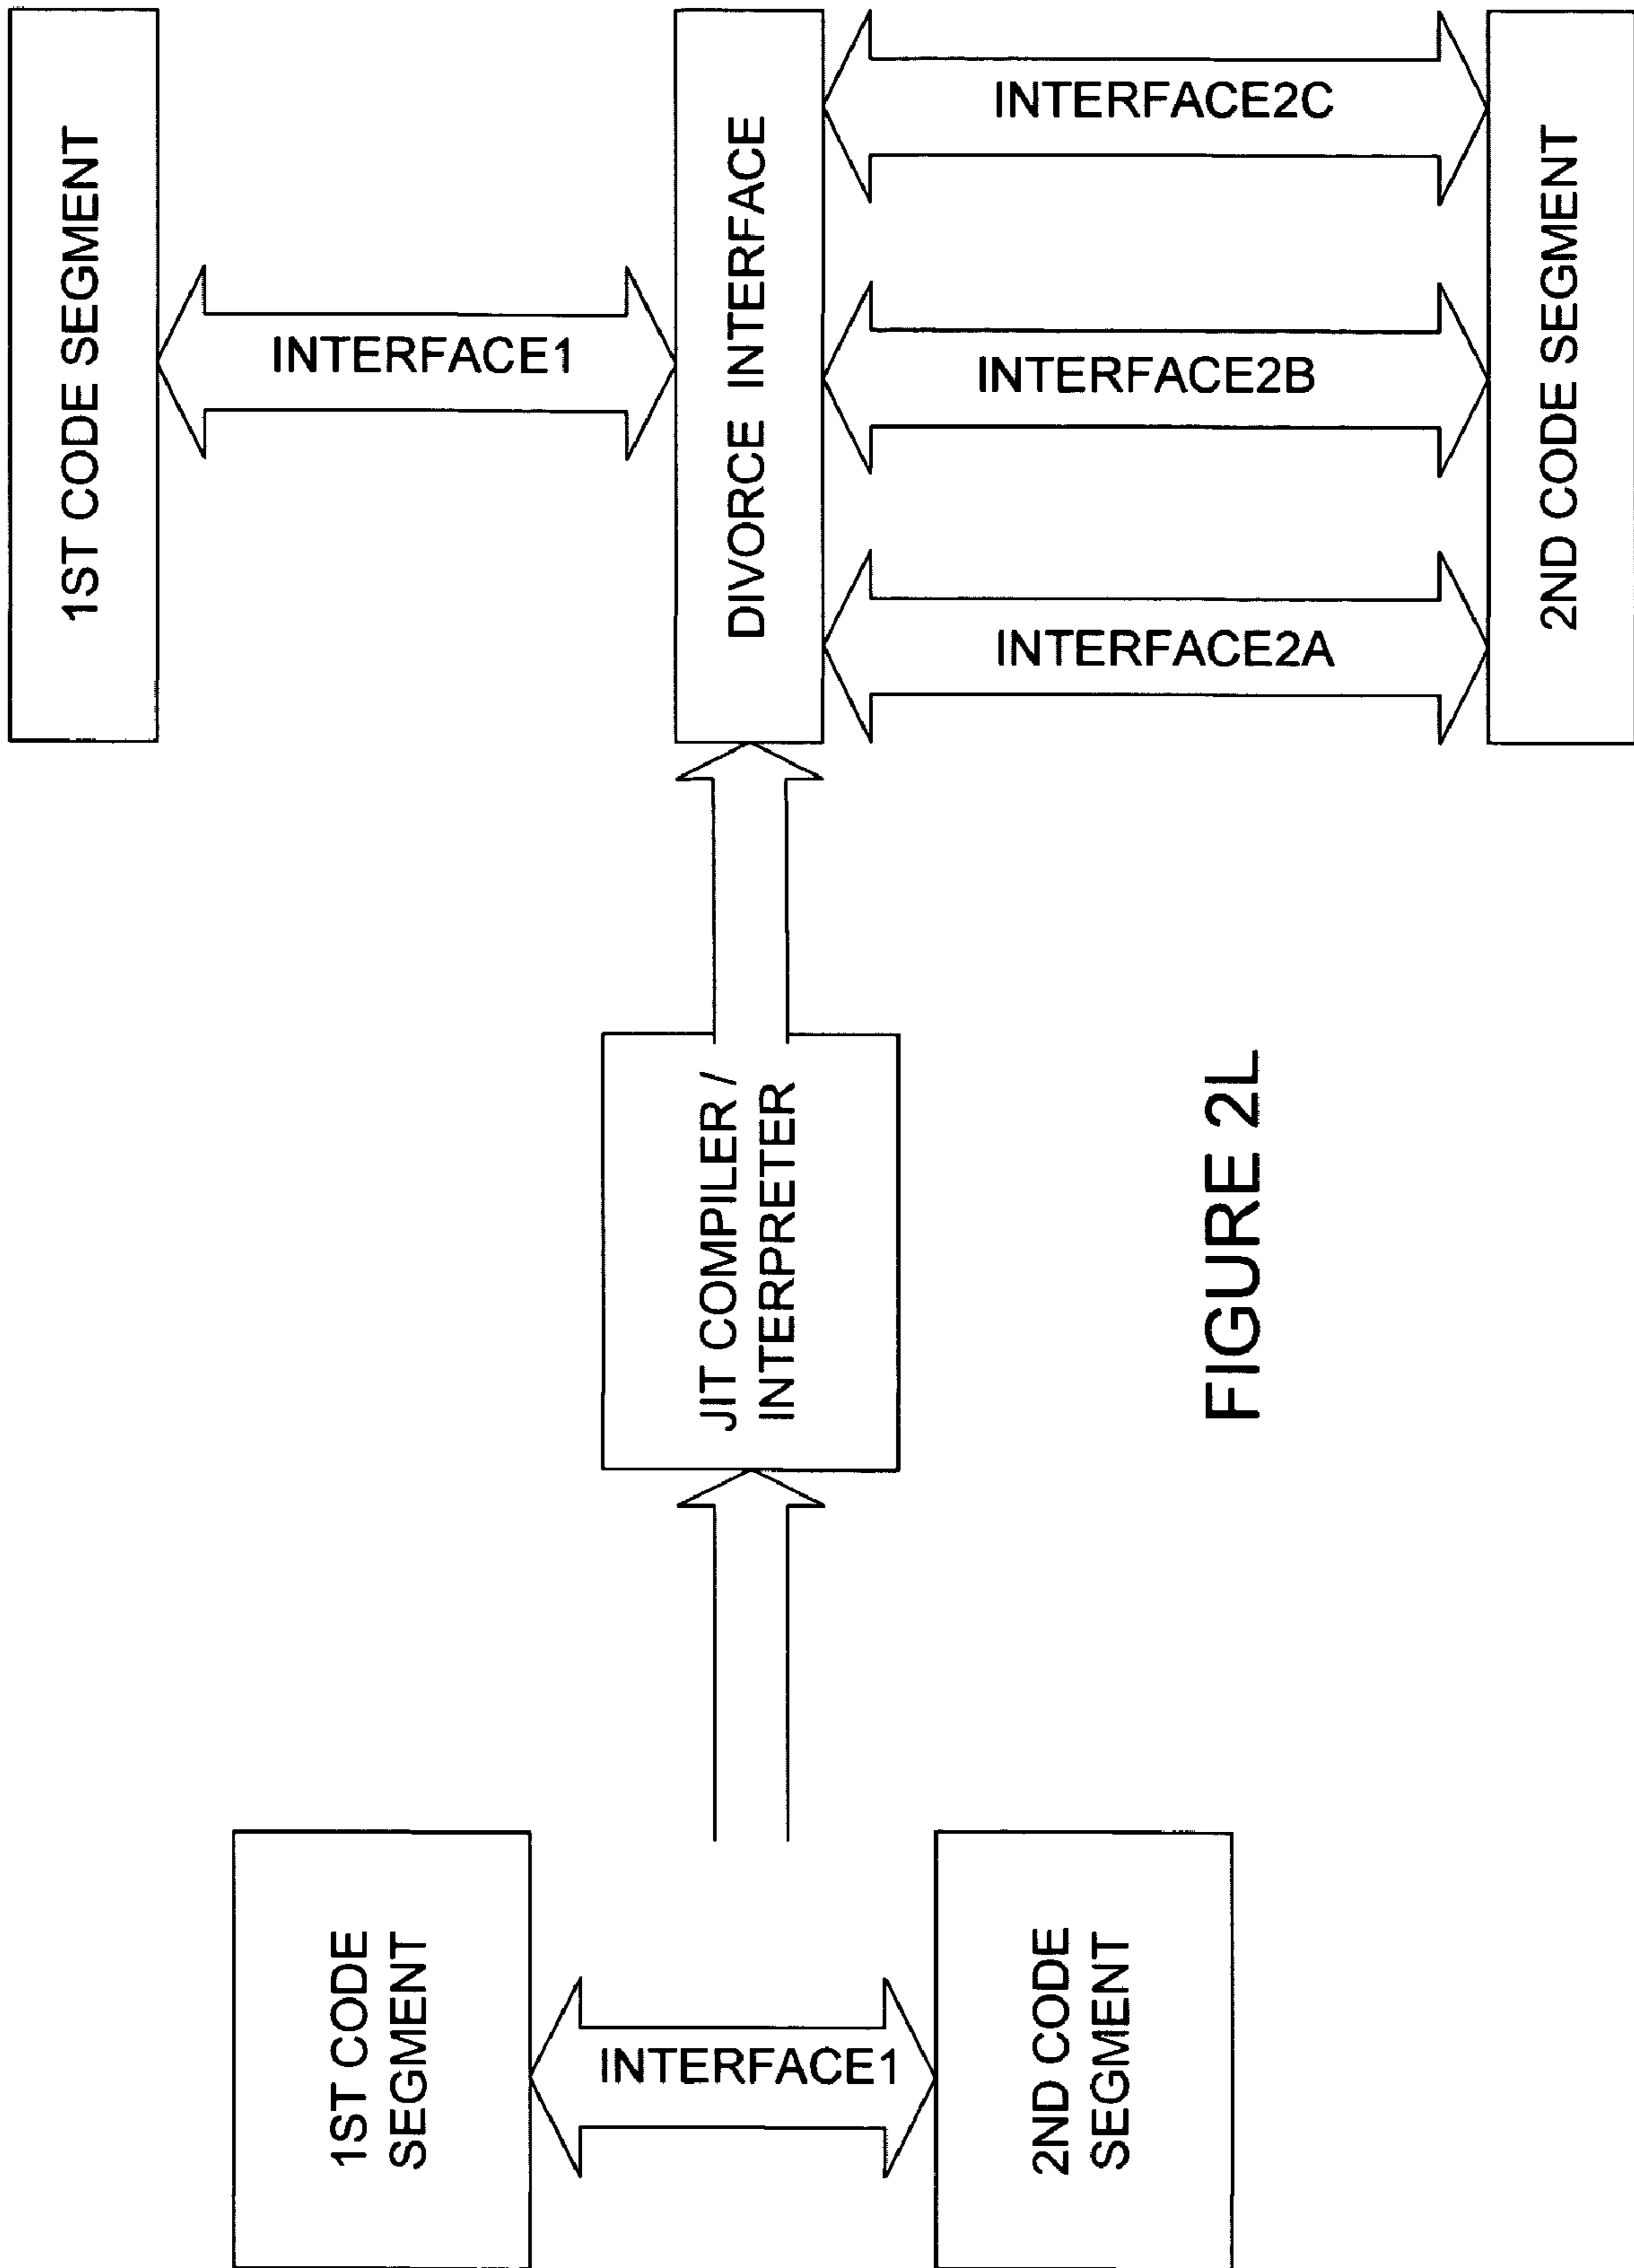 1ST CODE
SEGMENT
INTERFACE1
2ND CODE
SEGMENT
JIT COMPILER /
INTERPRETER
1ST CODE SEGMENT
INTERFACE1
DIVORCE INTERFACE
INTERFACE2A
INTERFACE2B
INTERFACE2C
2ND CODE SEGMENT
FIGURE 2L